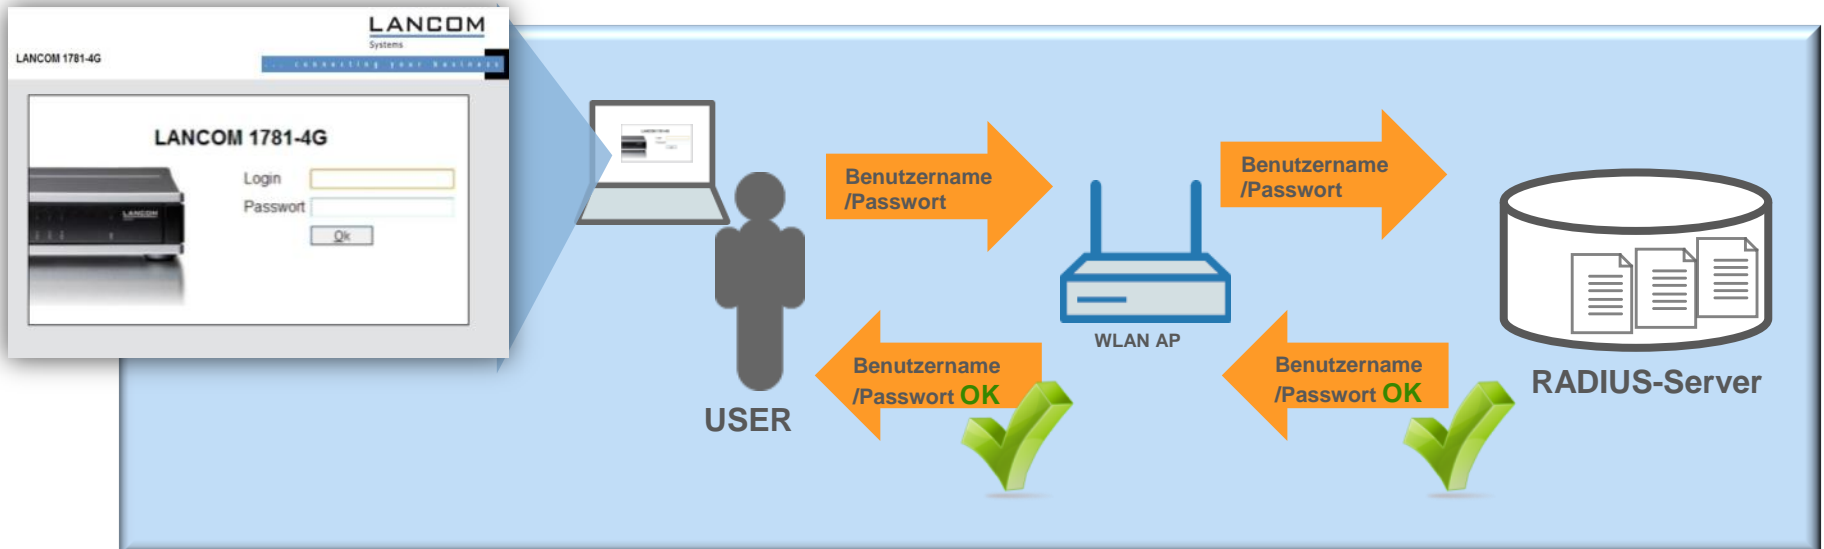 LANCOM
Systems
LANCOM 1781-4G
... connecting your business
LANCOM 1781-4G
Login
Passwort
Ok
LANCOM
Benutzername
/Passwort
Benutzername
/Passwort
WLAN AP
Benutzername
/Passwort OK
Benutzername
/Passwort OK
USER
RADIUS-Server